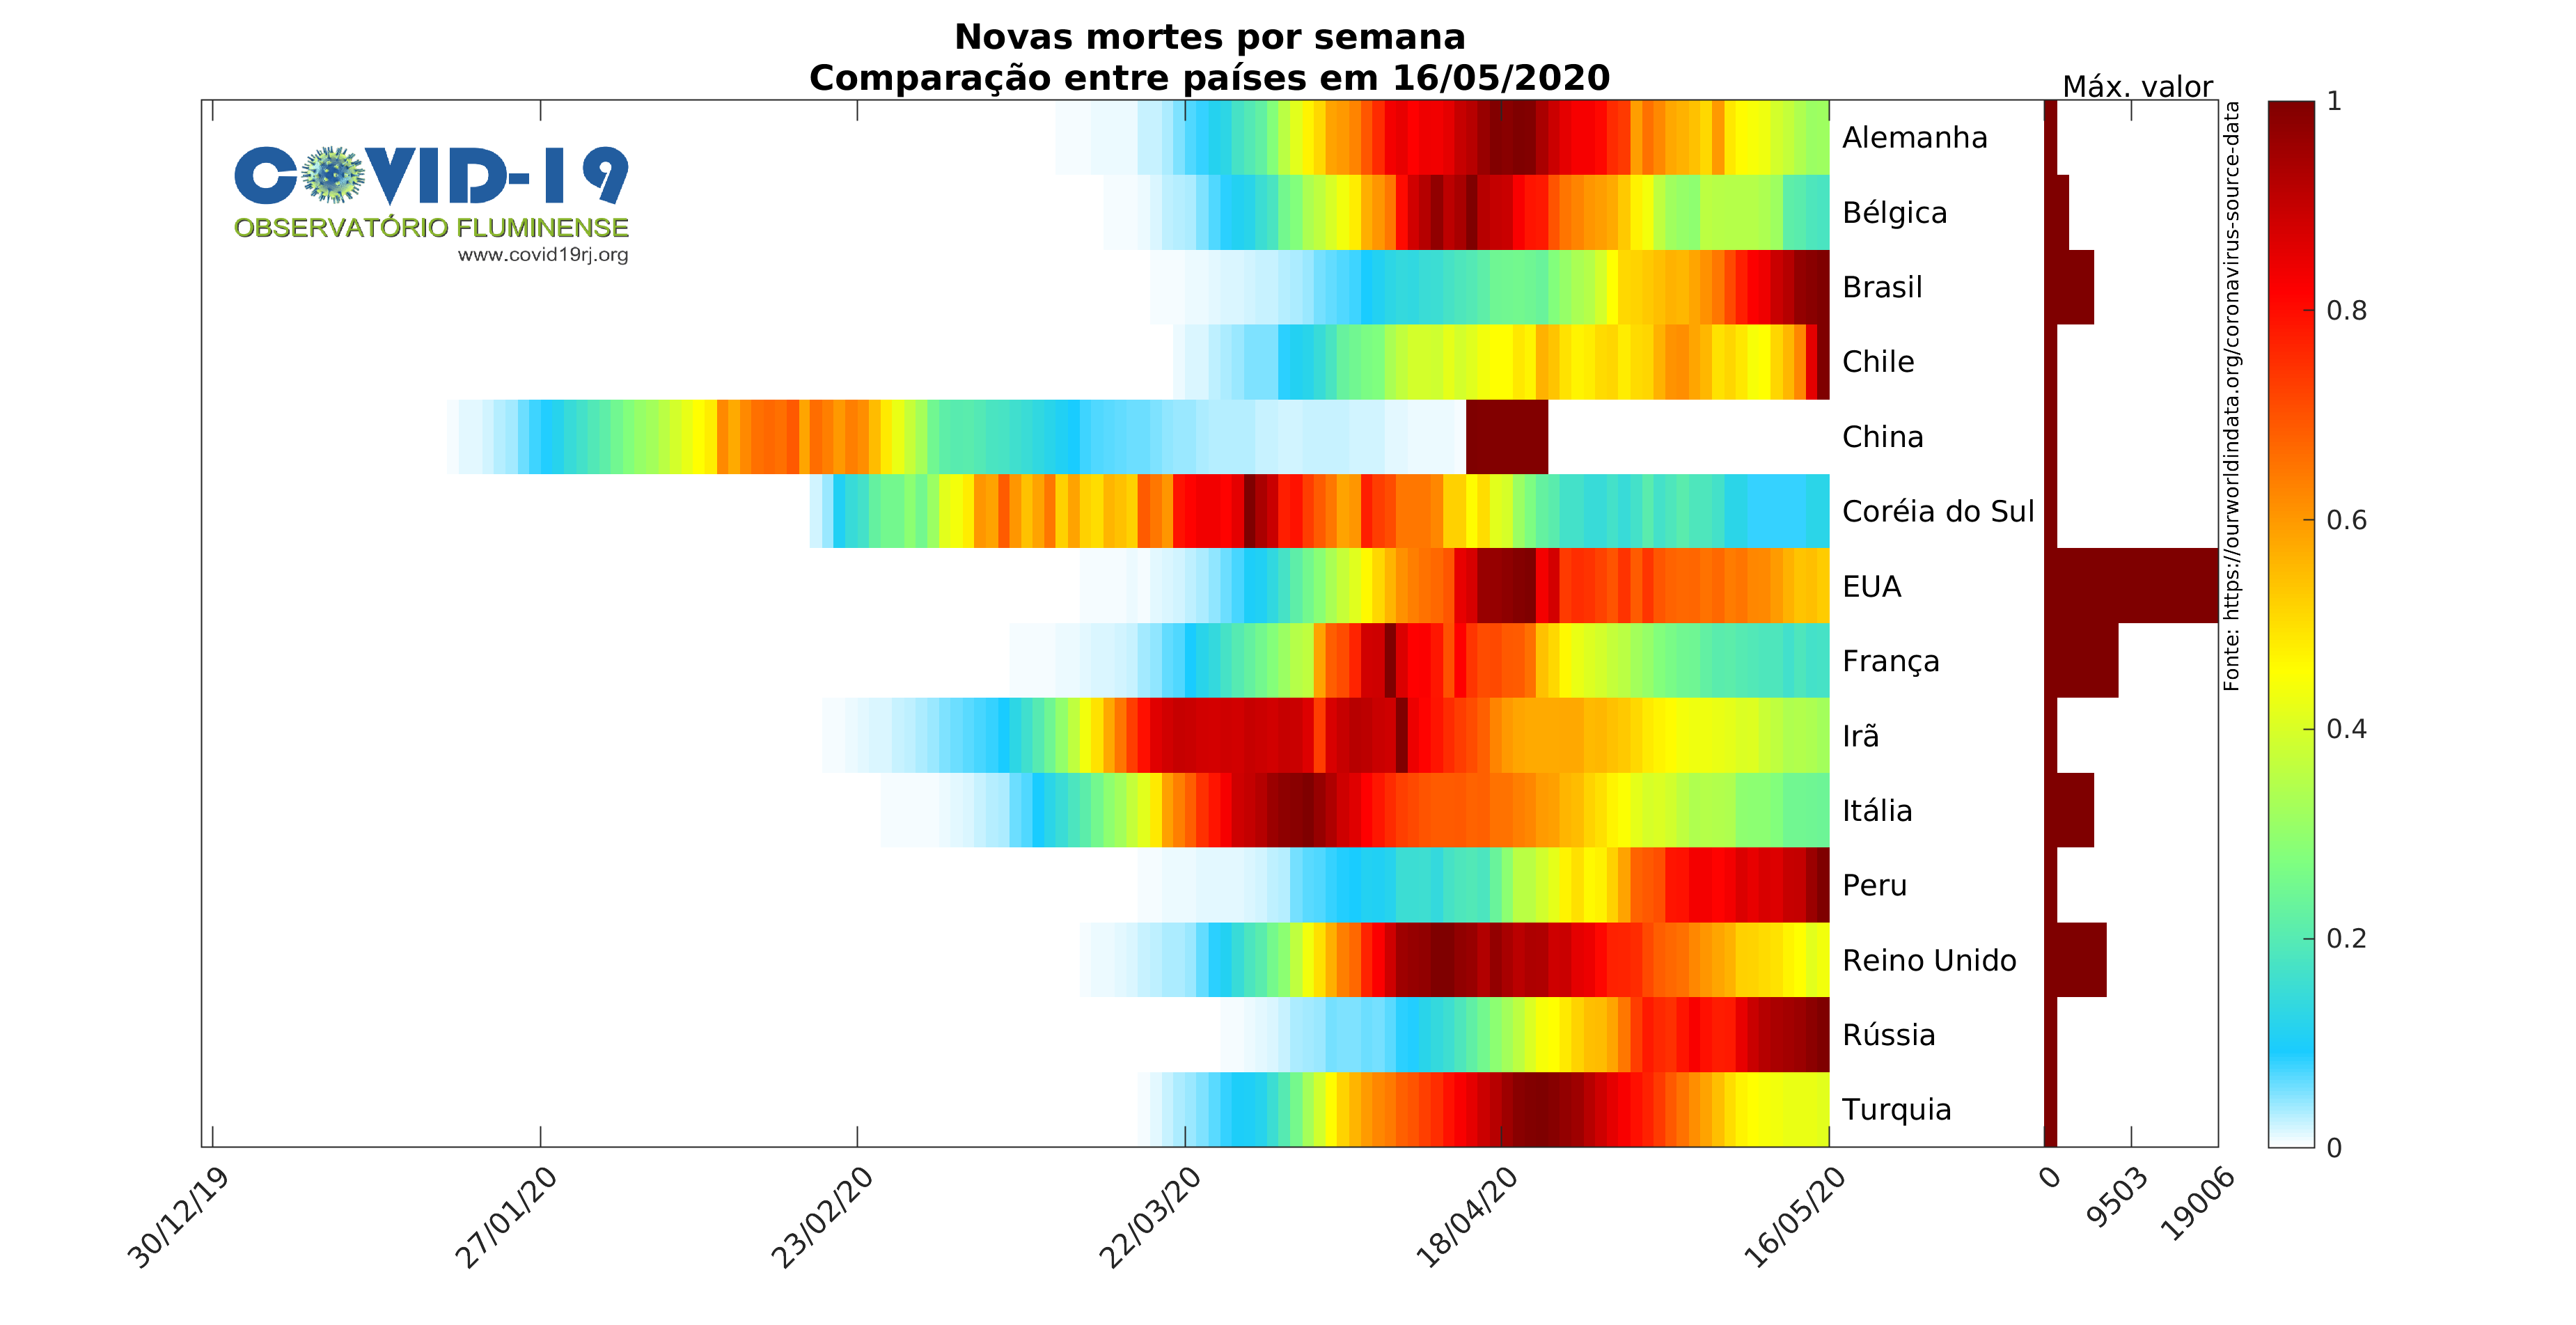 Novas mortes por semana
Comparação entre países em 16/05/2020
Máx. valor
COVID-19
OBSERVATÓRIO FLUMINENSE
www.covid19rj.org
Alemanha
Bélgica
Brasil
Chile
China
Coréia do Sul
EUA
França
Irã
Itália
Peru
Reino Unido
Rússia
Turquia
Fonte: https://ourworldindata.org/coronavirus-source-data
1
0.8
0.6
0.4
0.2
0
30/12/19
27/01/20
23/02/20
22/03/20
18/04/20
16/05/20
0
9503
19006